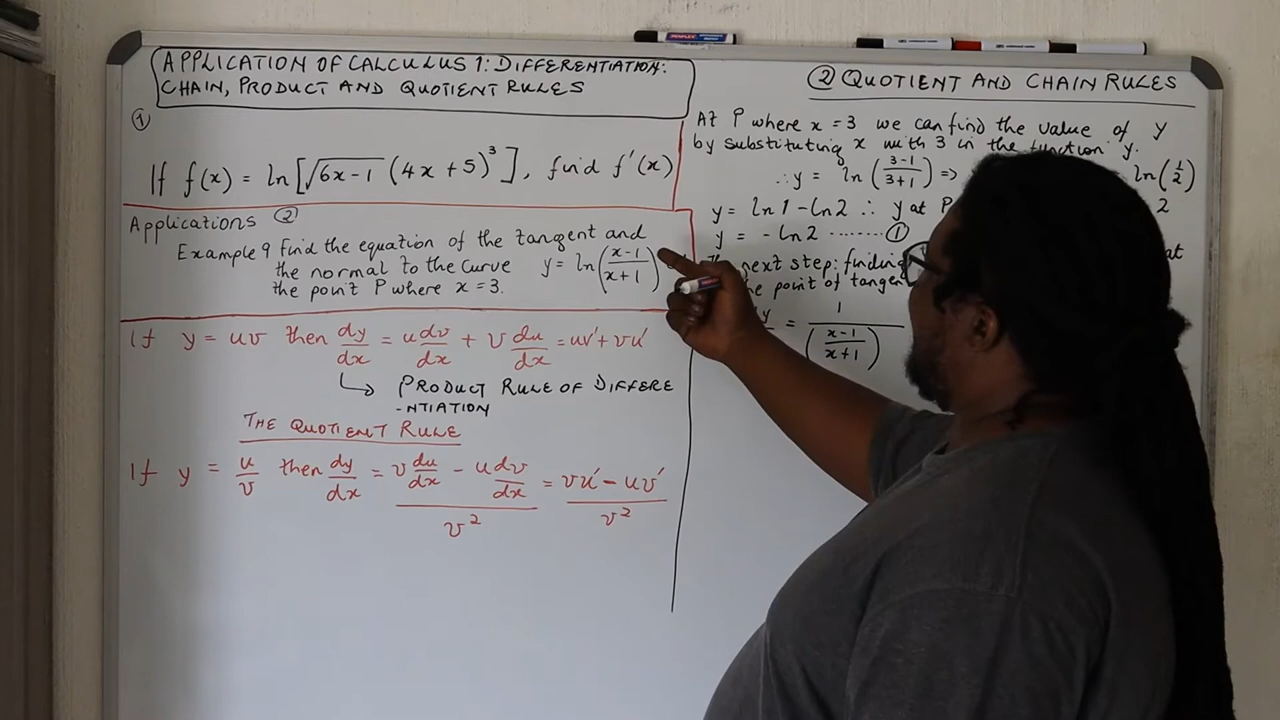 APPLICATION OF CALCULUS 1: DIFFERENTIATION:
CHAIN, PRODUCT AND QUOTIENT RULES
①
If f(x) = ln[√(6x-1) (4x+5)³], find f'(x)
Applications ②
Example 9 Find the equation of the tangent and
the normal to the curve y = ln((x-1)/(x+1))
the point P where x = 3.
If y = uv then dy/dx = u dv/dx + v du/dx = uv' + vu'
↳ PRODUCT RULE OF DIFFERE
-NTIATION
THE QUOTIENT RULE
If y = u/v then dy/dx = (v du/dx - u dv/dx)/v² = (vu' - uv')/v²
② QUOTIENT AND CHAIN RULES
At P where x = 3 we can find the value of y
by substituting x with 3 in the function y.
∴ y = ln((3-1)/(3+1)) => ln(1/2)
y = ln1 - ln2 ∴ y at P 2
y = -ln2 ........ ①
next step: finding at
the point of tangen
= 1/((x-1)/(x+1))